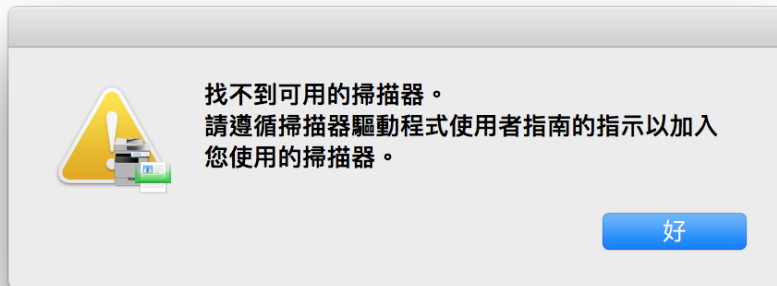 找不到可用的掃描器。
請遵循掃描器驅動程式使用者指南的指示以加入
您使用的掃描器。
好